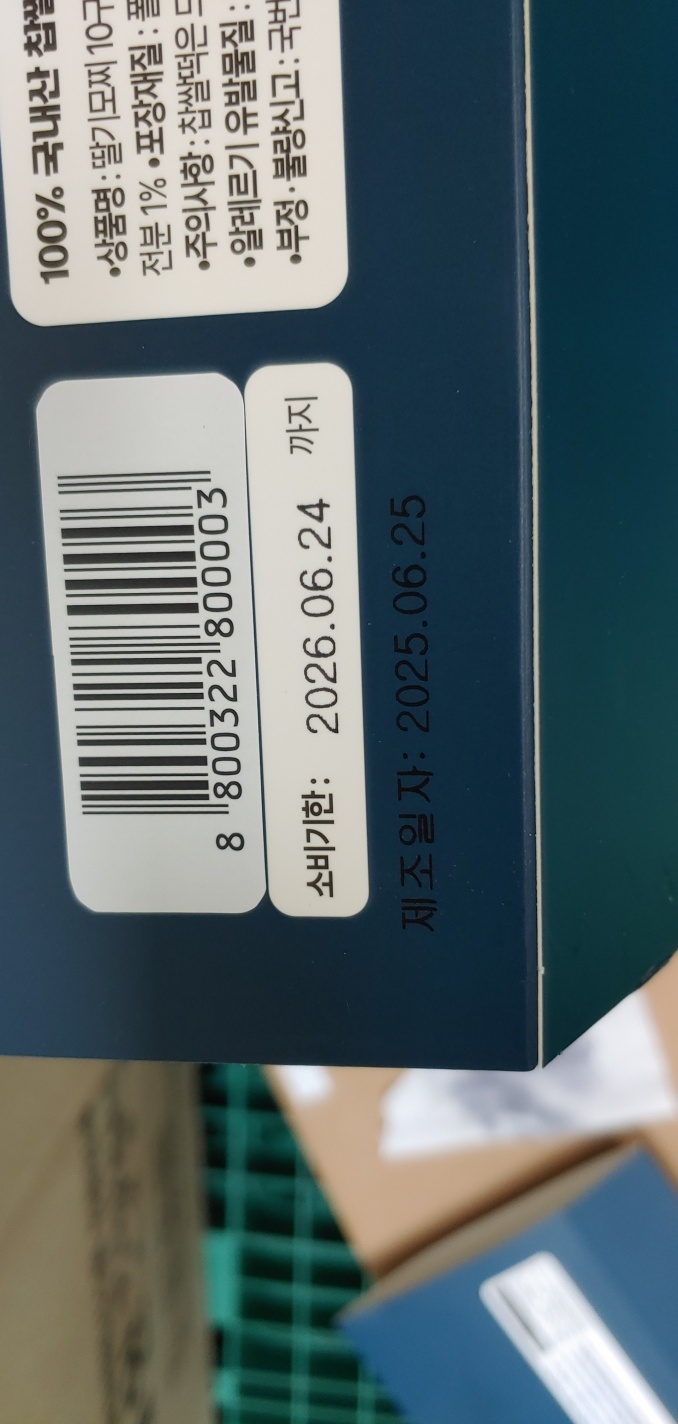 100% 국내산 찹쌀
•상품명 : 딸기모찌 10구
전분 1% •포장재질 : 폴
•주의사항 : 찹쌀떡은
•알레르기 유발물질 :
•부정·불량신고 : 국번
8 800322 800003
소비기한 : 2026.06.24 까지
제조일자: 2025.06.25